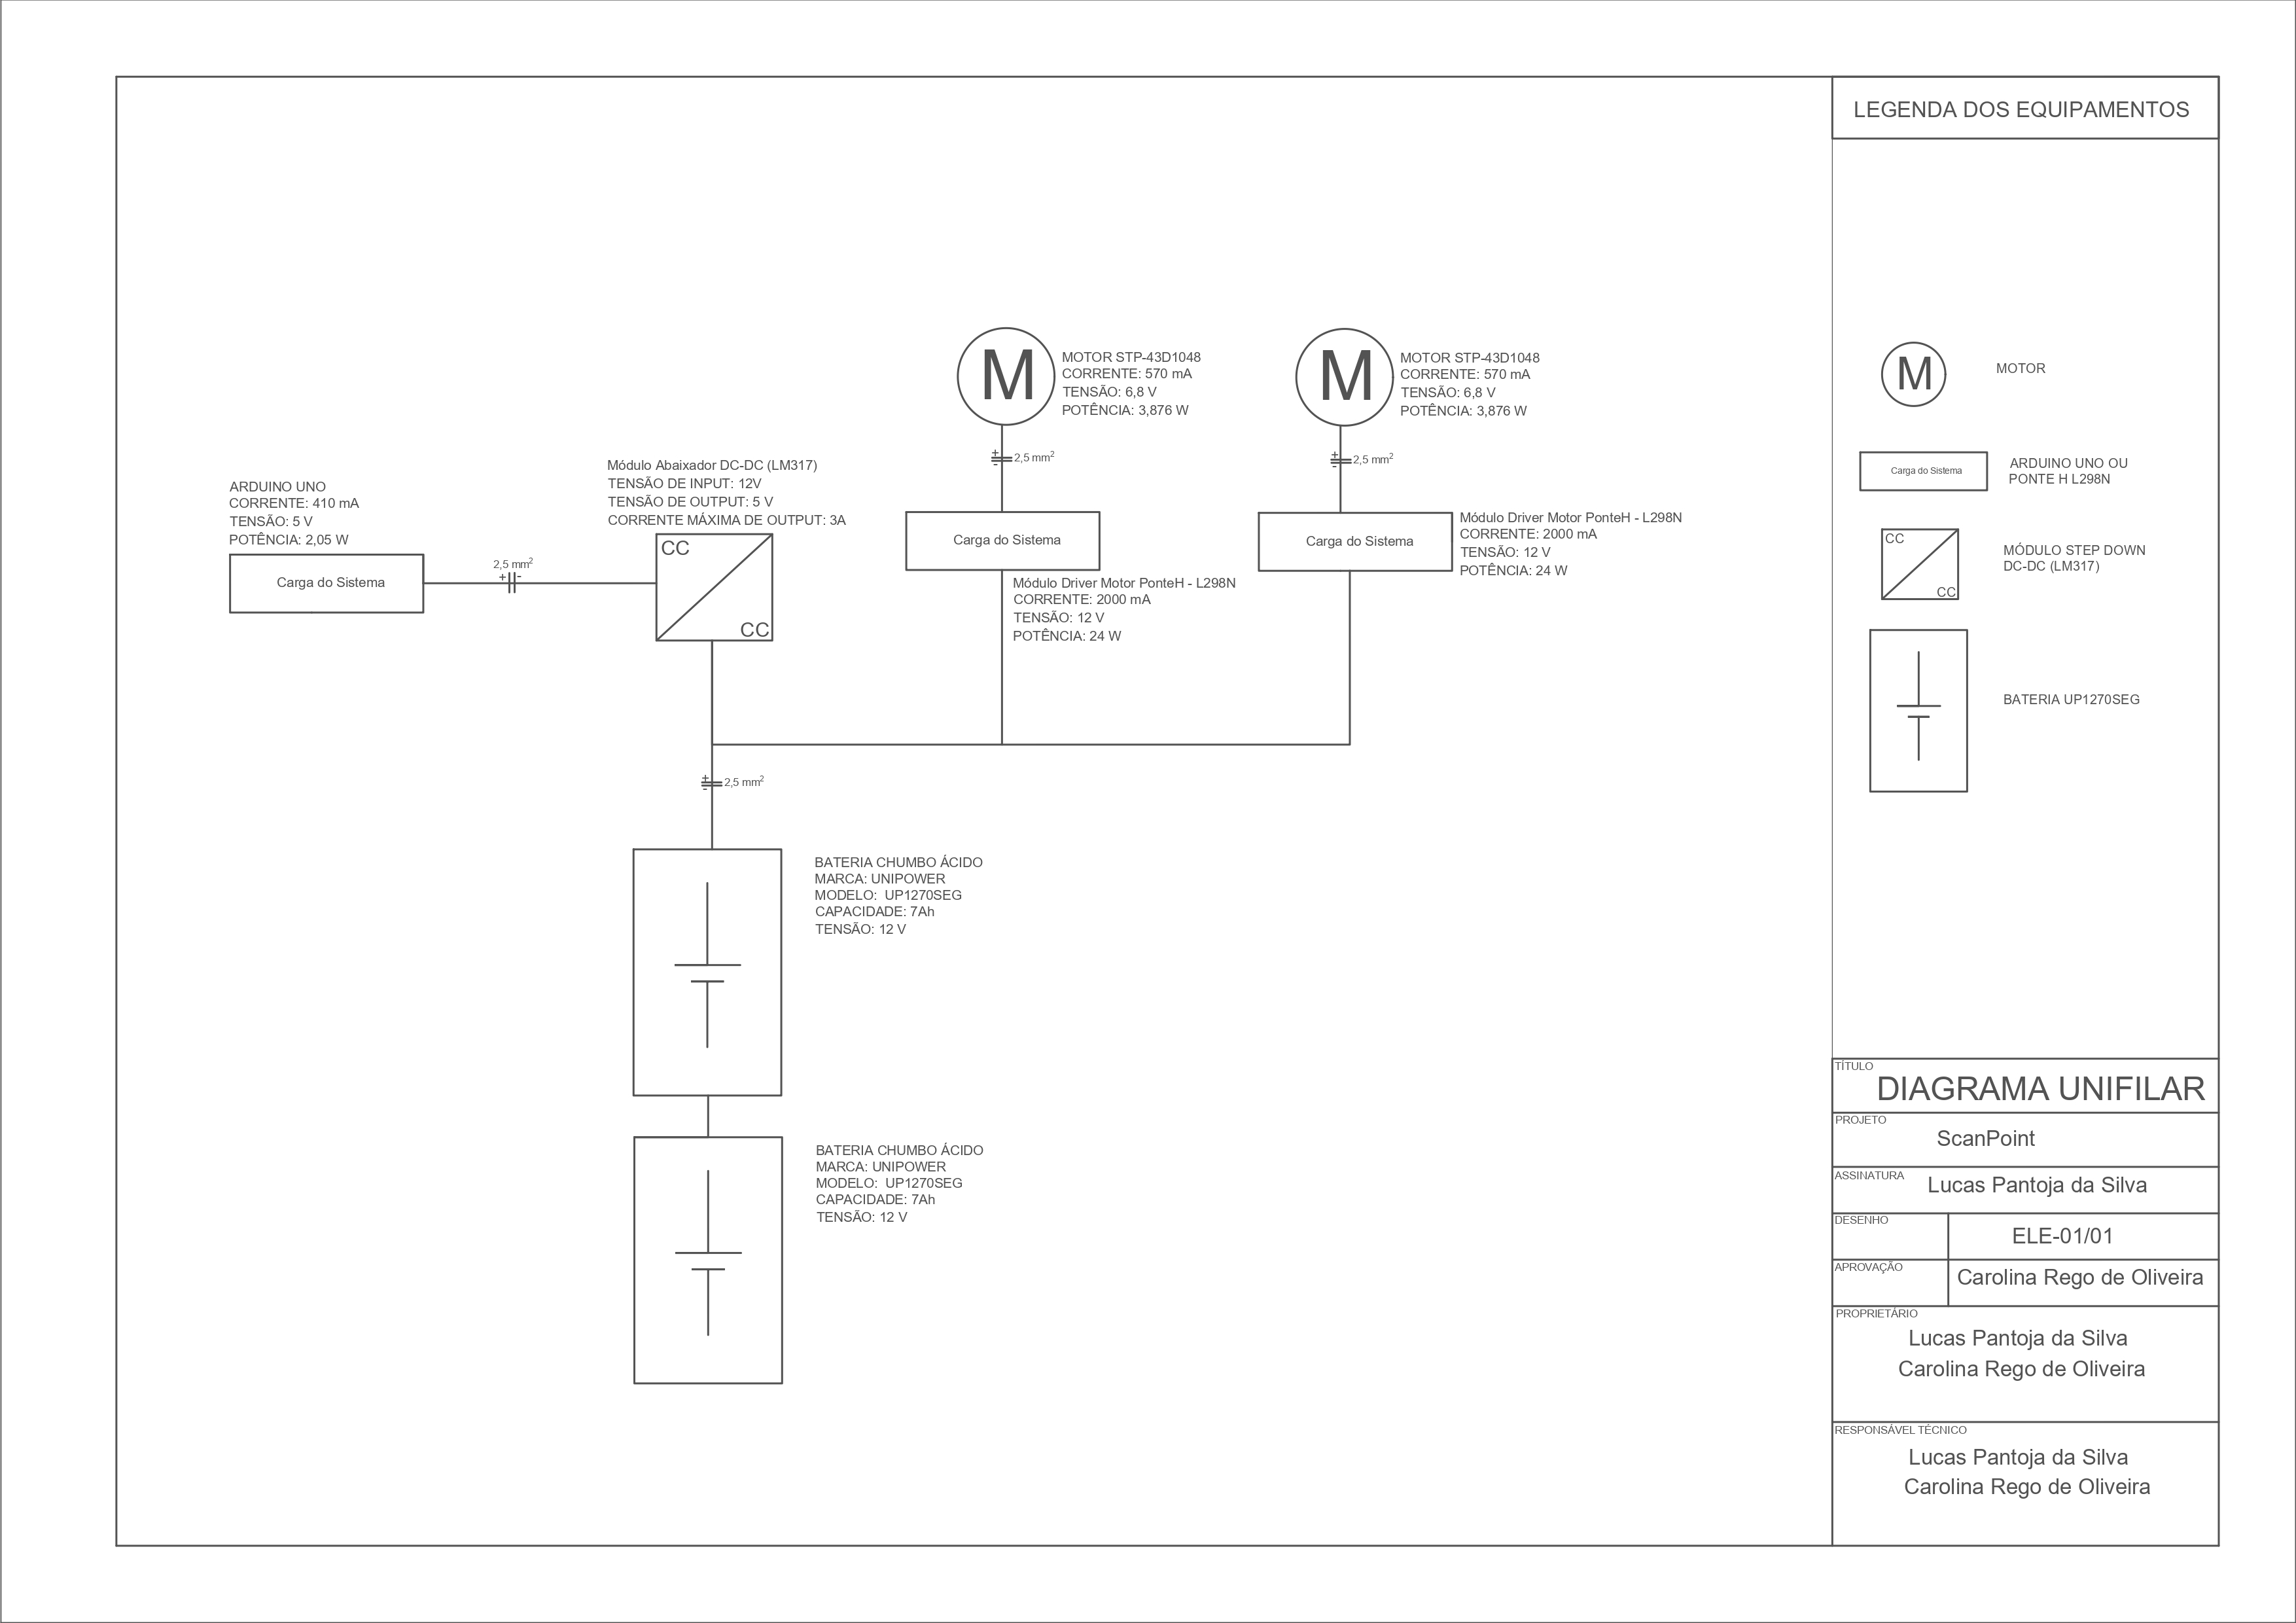 LEGENDA DOS EQUIPAMENTOS
M
MOTOR STP-43D1048
CORRENTE: 570 mA
TENSÃO: 6,8 V
POTÊNCIA: 3,876 W
+
-
2,5 mm²
M
MOTOR STP-43D1048
CORRENTE: 570 mA
TENSÃO: 6,8 V
POTÊNCIA: 3,876 W
+
-
2,5 mm²
ARDUINO UNO
CORRENTE: 410 mA
TENSÃO: 5 V
POTÊNCIA: 2,05 W
Carga do Sistema
2,5 mm²
+ -
Módulo Abaixador DC-DC (LM317)
TENSÃO DE INPUT: 12V
TENSÃO DE OUTPUT: 5 V
CORRENTE MÁXIMA DE OUTPUT: 3A
CC
CC
Carga do Sistema
Módulo Driver Motor PonteH - L298N
CORRENTE: 2000 mA
TENSÃO: 12 V
POTÊNCIA: 24 W
Carga do Sistema
Módulo Driver Motor PonteH - L298N
CORRENTE: 2000 mA
TENSÃO: 12 V
POTÊNCIA: 24 W
+
-
2,5 mm²
BATERIA CHUMBO ÁCIDO
MARCA: UNIPOWER
MODELO: UP1270SEG
CAPACIDADE: 7Ah
TENSÃO: 12 V
BATERIA CHUMBO ÁCIDO
MARCA: UNIPOWER
MODELO: UP1270SEG
CAPACIDADE: 7Ah
TENSÃO: 12 V
M
MOTOR
Carga do Sistema
ARDUINO UNO OU
PONTE H L298N
CC
CC
MÓDULO STEP DOWN
DC-DC (LM317)
BATERIA UP1270SEG
TÍTULO
DIAGRAMA UNIFILAR
PROJETO
ScanPoint
ASSINATURA
Lucas Pantoja da Silva
DESENHO
ELE-01/01
APROVAÇÃO
Carolina Rego de Oliveira
PROPRIETÁRIO
Lucas Pantoja da Silva
Carolina Rego de Oliveira
RESPONSÁVEL TÉCNICO
Lucas Pantoja da Silva
Carolina Rego de Oliveira